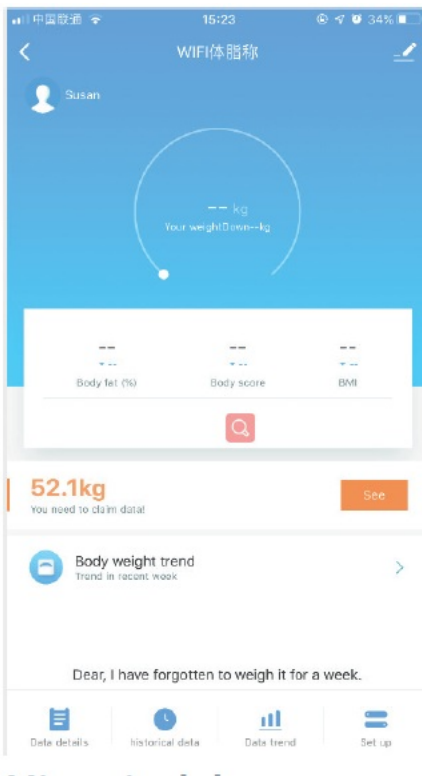 中国联通 15:23 34%
WIFI体脂称
Susan
-- kg
Your weightDown--kg
-- -- --
-- -- --
Body fat (%) Body score BMI
52.1kg
You need to claim data!
See
Body weight trend
Trend in recent week
Dear, I have forgotten to weigh it for a week.
Data details historical data Data trend Set up